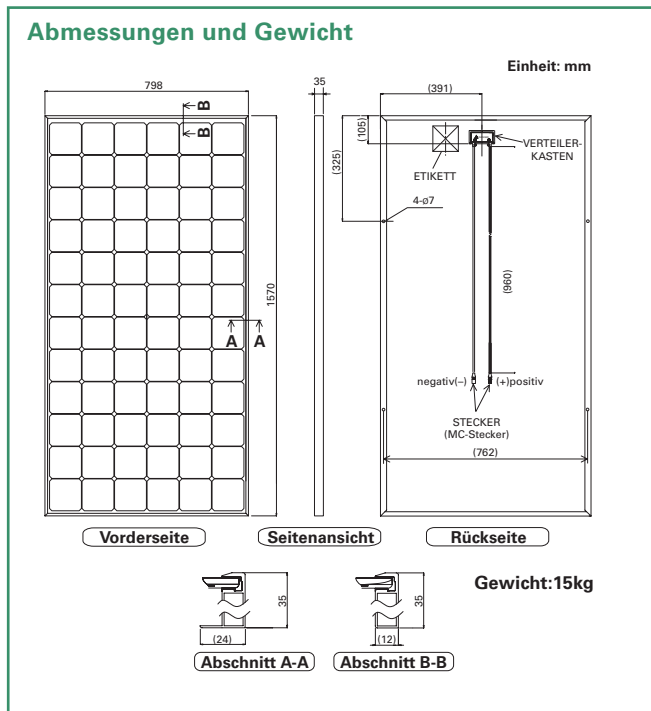 Abmessungen und Gewicht
Einheit: mm
798
35
(391)
B
B
(105)
(325)
ETIKETT
VERTEILER-
KASTEN
4-ø7
1570
(960)
A
A
negativ(–)
(+)positiv
STECKER
(MC-Stecker)
(762)
Vorderseite
Seitenansicht
Rückseite
35
(24)
35
(12)
Gewicht:15kg
Abschnitt A-A
Abschnitt B-B